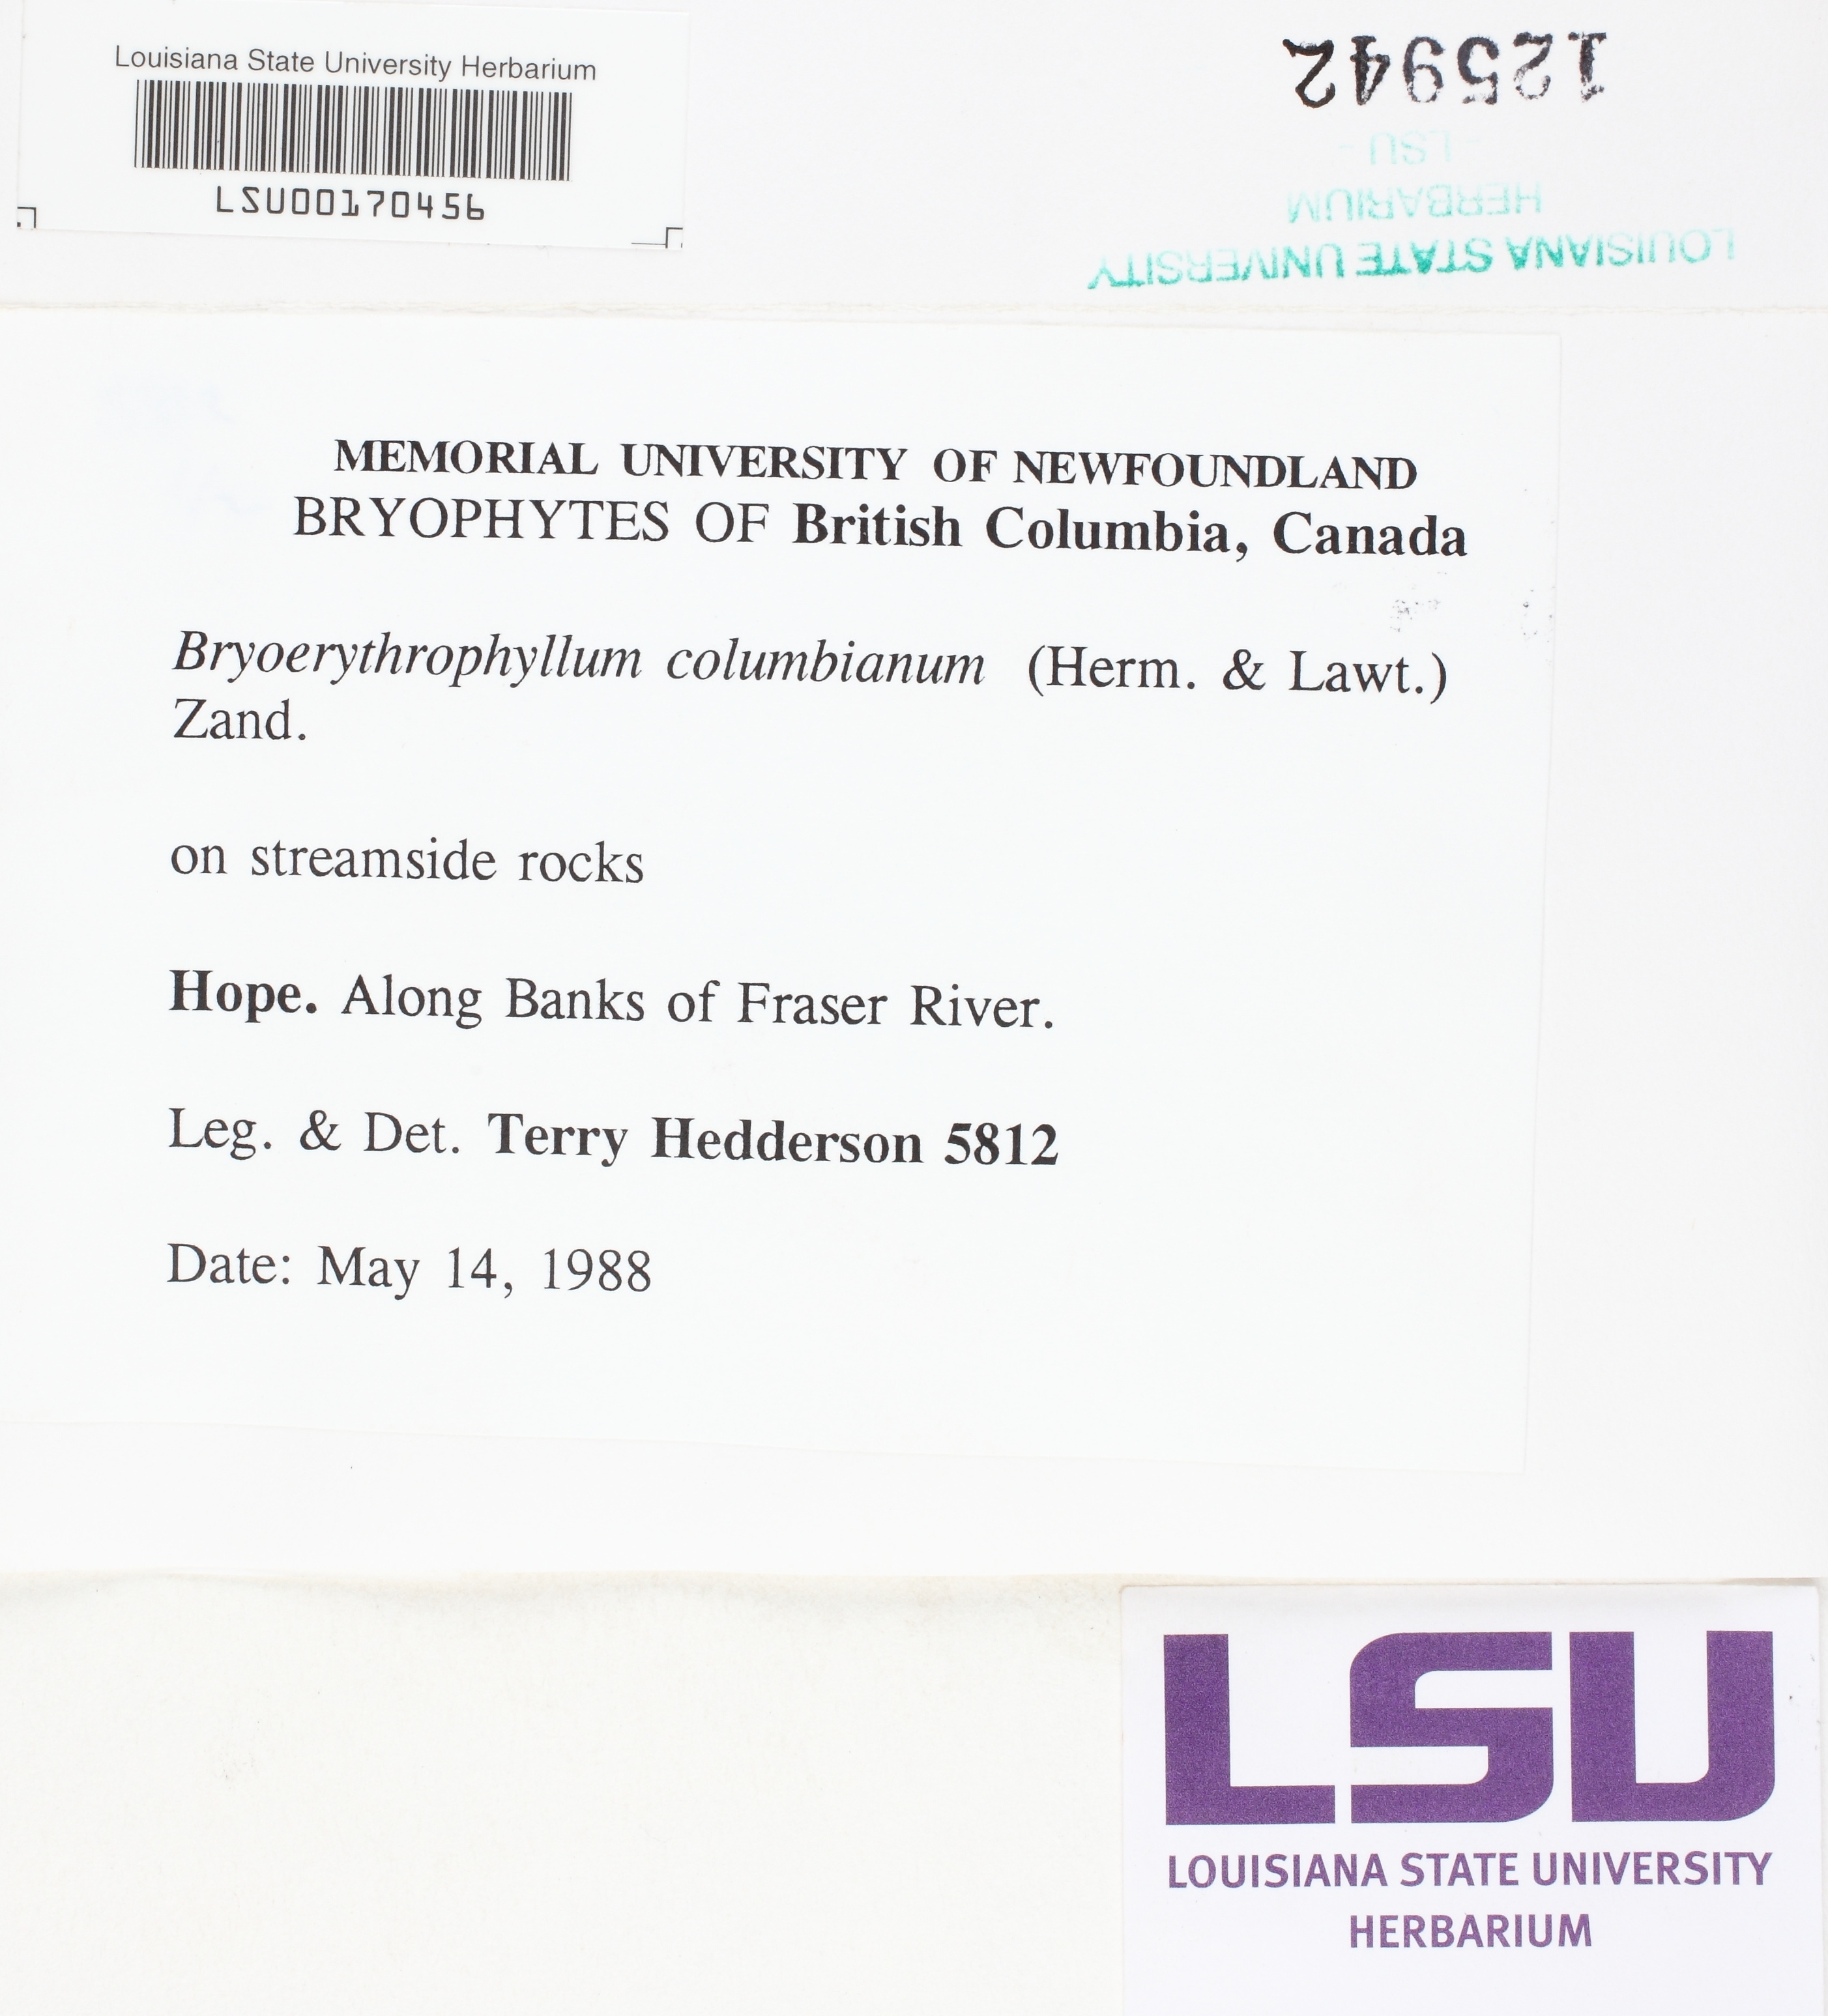 Louisiana State University Herbarium
LSU00170456
125942
- LSU -
HERBARIUM
LOUISIANA STATE UNIVERSITY
MEMORIAL UNIVERSITY OF NEWFOUNDLAND
BRYOPHYTES OF British Columbia, Canada
Bryoerythrophyllum columbianum (Herm. & Lawt.)
Zand.
on streamside rocks
Hope. Along Banks of Fraser River.
Leg. & Det. Terry Hedderson 5812
Date: May 14, 1988
LSU
LOUISIANA STATE UNIVERSITY
HERBARIUM